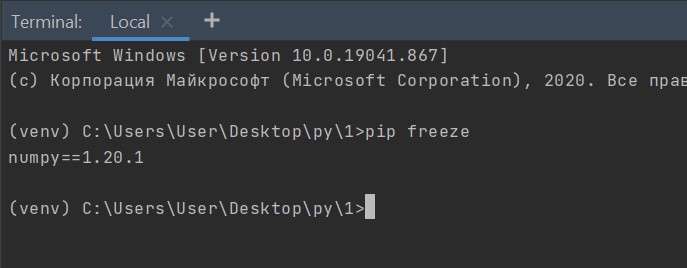 Terminal: Local × +
Microsoft Windows [Version 10.0.19041.867]
(c) Корпорация Майкрософт (Microsoft Corporation), 2020. Все прав
(venv) C:\Users\User\Desktop\py\1>pip freeze
numpy==1.20.1
(venv) C:\Users\User\Desktop\py\1>